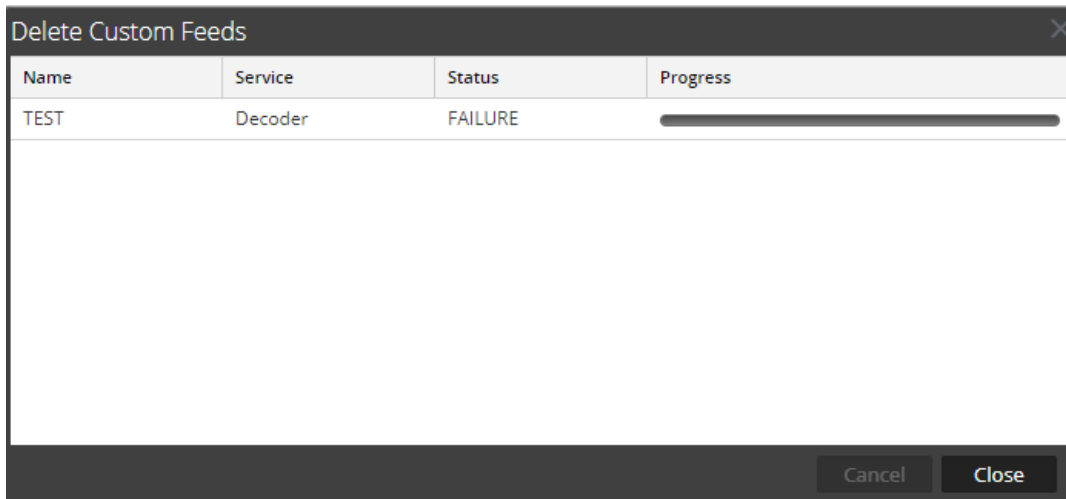 Delete Custom Feeds
Name Service Status Progress
TEST Decoder FAILURE
Cancel Close